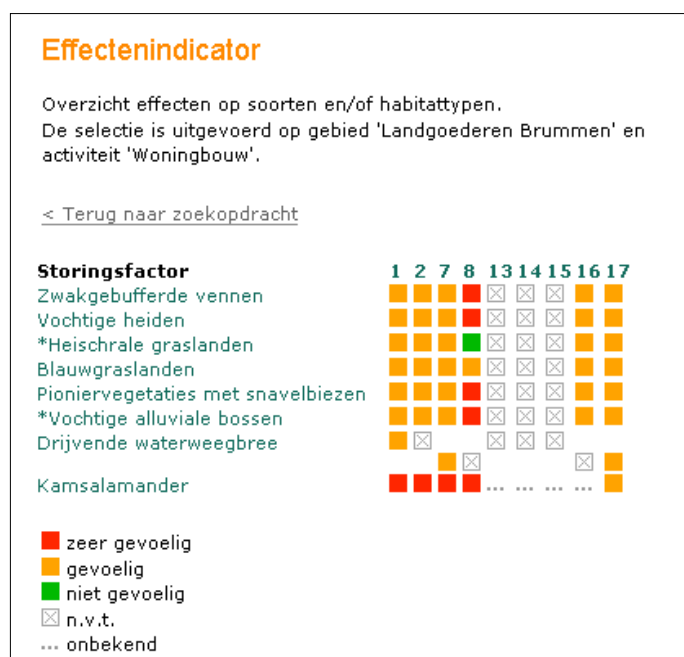 Effectenindicator
Overzicht effecten op soorten en/of habitattypen.
De selectie is uitgevoerd op gebied 'Landgoederen Brummen' en
activiteit 'Woningbouw'.
< Terug naar zoekopdracht
Storingsfactor 1 2 7 8 13 14 15 16 17
Zwakgebufferde vennen
Vochtige heiden
*Heischrale graslanden
Blauwgraslanden
Pioniervegetaties met snavelbiezen
*Vochtige alluviale bossen
Drijvende waterweegbree
Kamsalamander ... ... ... ...
zeer gevoelig
gevoelig
niet gevoelig
n.v.t.
... onbekend